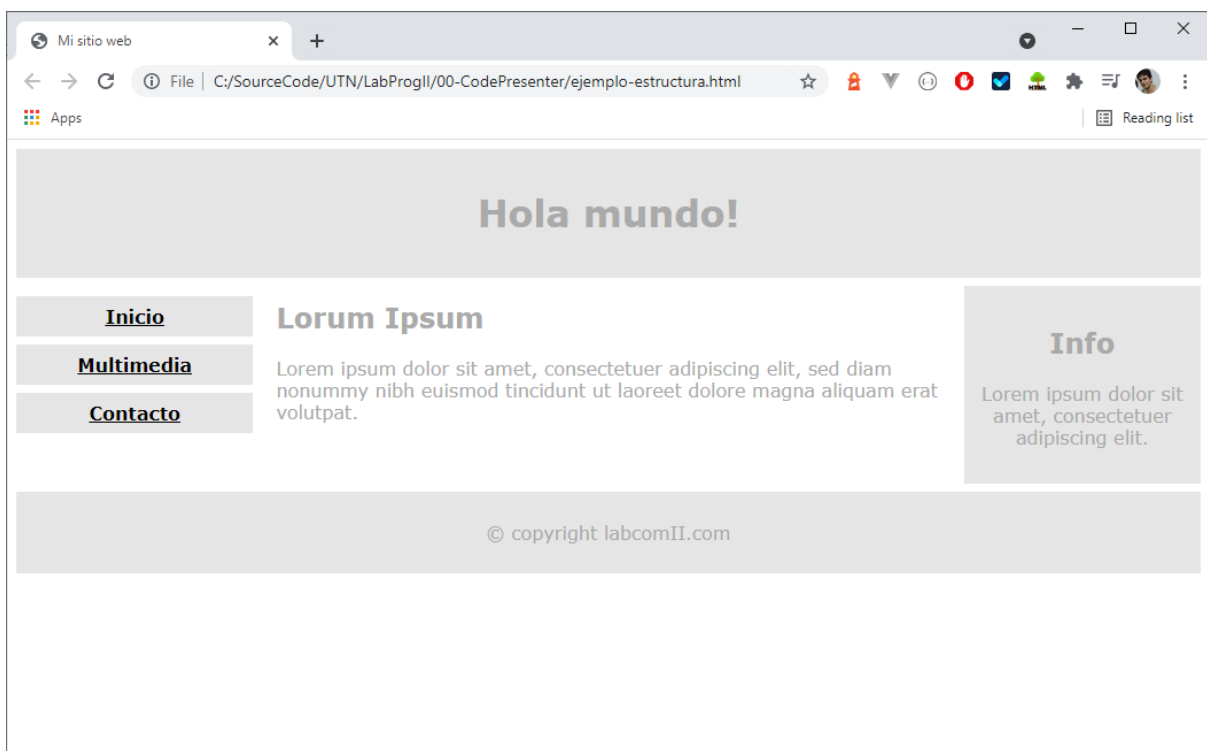 Mi sitio web
File
C:/SourceCode/UTN/LabProgII/00-CodePresenter/ejemplo-estructura.html
HTML
Apps
Reading list
Hola mundo!
Inicio
Multimedia
Contacto
Lorum Ipsum
Lorem ipsum dolor sit amet, consectetuer adipiscing elit, sed diam
nonummy nibh euismod tincidunt ut laoreet dolore magna aliquam erat
volutpat.
Info
Lorem ipsum dolor sit
amet, consectetuer
adipiscing elit.
© copyright labcomII.com